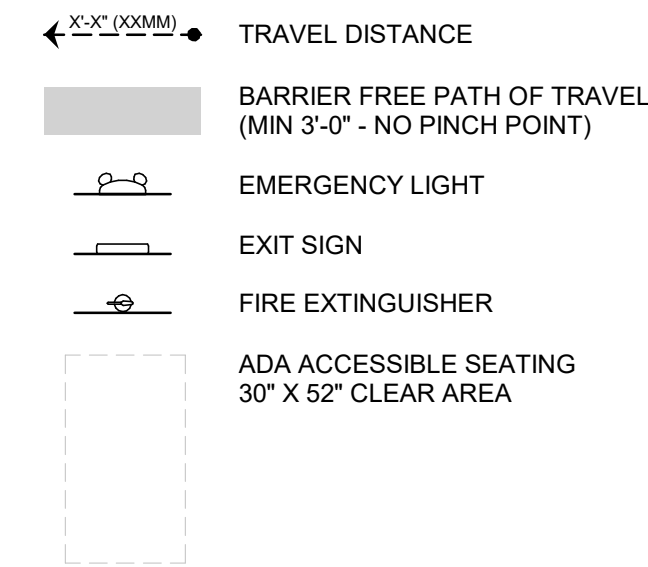 X'-X" (XXMM)
TRAVEL DISTANCE
BARRIER FREE PATH OF TRAVEL
(MIN 3'-0" - NO PINCH POINT)
EMERGENCY LIGHT
EXIT SIGN
FIRE EXTINGUISHER
ADA ACCESSIBLE SEATING
30" X 52" CLEAR AREA